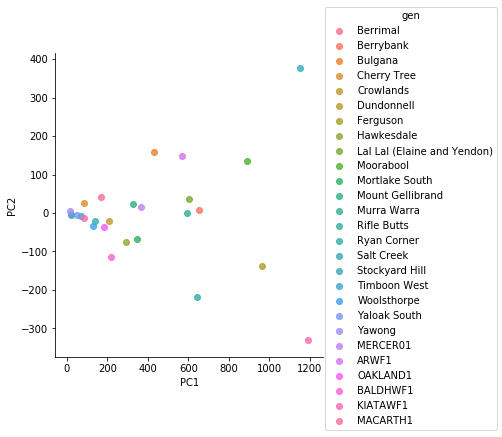 gen
Berrimal
Berrybank
Bulgana
Cherry Tree
Crowlands
Dundonnell
Ferguson
Hawkesdale
Lal Lal (Elaine and Yendon)
Moorabool
Mortlake South
Mount Gellibrand
Murra Warra
Rifle Butts
Ryan Corner
Salt Creek
Stockyard Hill
Timboon West
Woolsthorpe
Yaloak South
Yawong
MERCER01
ARWF1
OAKLAND1
BALDHWF1
KIATAWF1
MACARTH1
PC2
400
300
200
100
0
−100
−200
−300
0 200 400 600 800 1000 1200
PC1